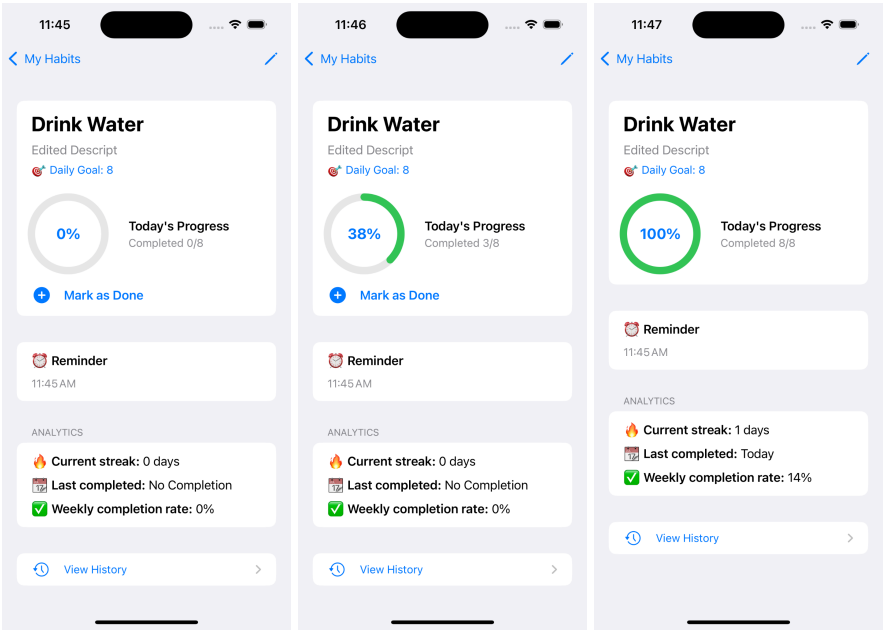 11:45
My Habits
Drink Water
Edited Descript
Daily Goal: 8
0%
Today's Progress
Completed 0/8
Mark as Done
Reminder
11:45 AM
ANALYTICS
Current streak: 0 days
Last completed: No Completion
Weekly completion rate: 0%
View History
11:46
My Habits
Drink Water
Edited Descript
Daily Goal: 8
38%
Today's Progress
Completed 3/8
Mark as Done
Reminder
11:45 AM
ANALYTICS
Current streak: 0 days
Last completed: No Completion
Weekly completion rate: 0%
View History
11:47
My Habits
Drink Water
Edited Descript
Daily Goal: 8
100%
Today's Progress
Completed 8/8
Reminder
11:45 AM
ANALYTICS
Current streak: 1 days
Last completed: Today
Weekly completion rate: 14%
View History